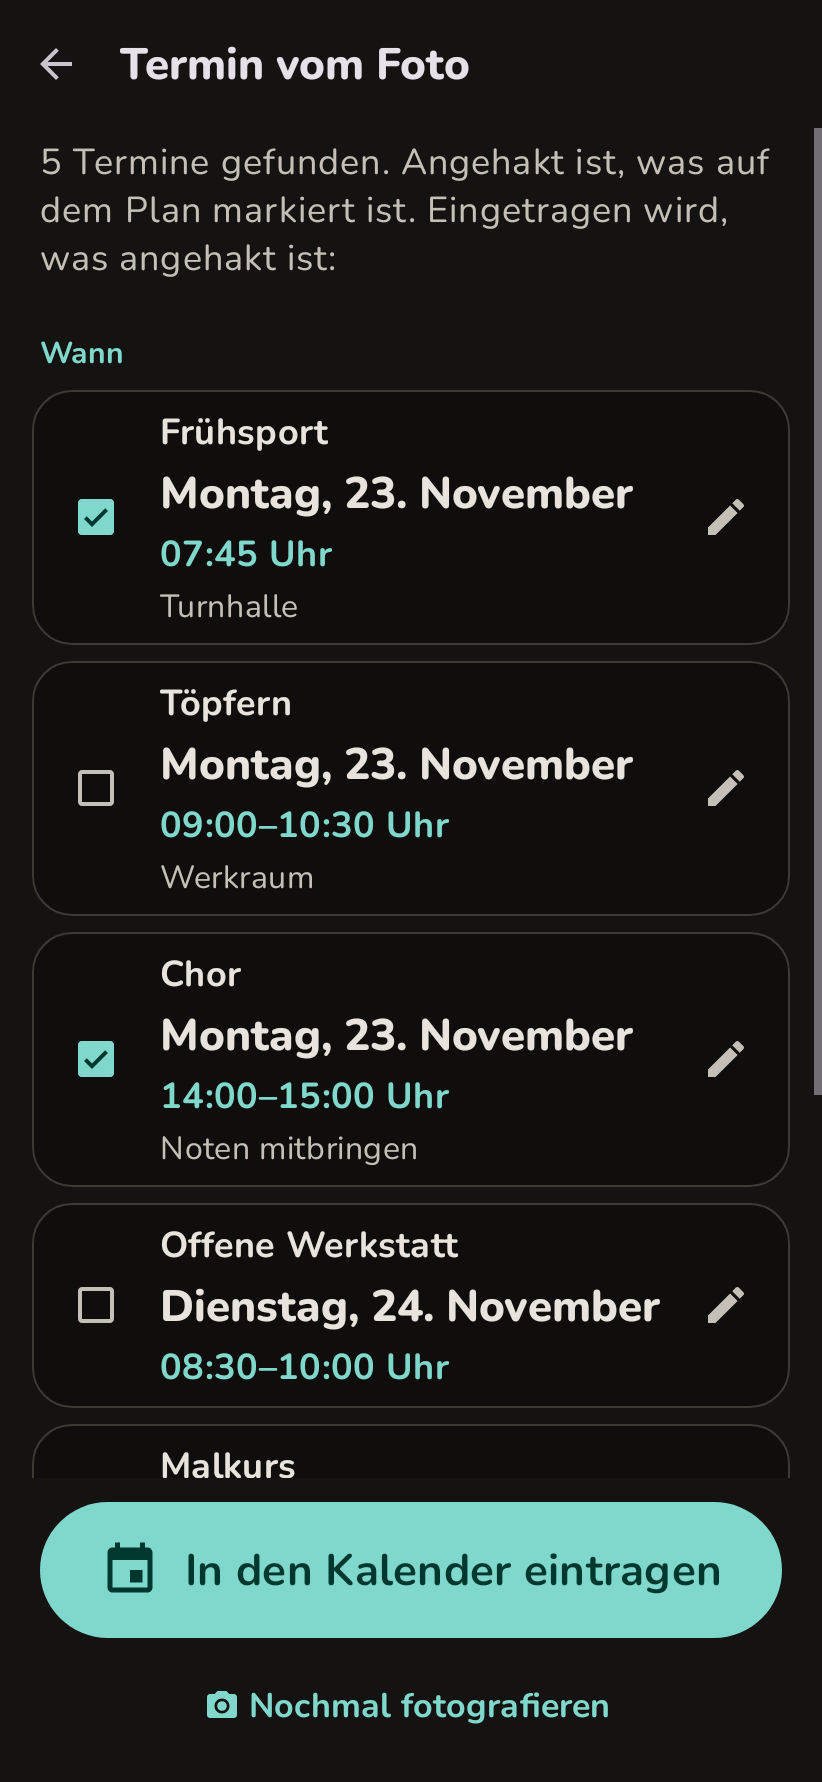 Termin vom Foto
5 Termine gefunden. Angehakt ist, was auf
dem Plan markiert ist. Eingetragen wird,
was angehakt ist:
Wann
Frühsport
Montag, 23. November
07:45 Uhr
Turnhalle
Töpfern
Montag, 23. November
09:00–10:30 Uhr
Werkraum
Chor
Montag, 23. November
14:00–15:00 Uhr
Noten mitbringen
Offene Werkstatt
Dienstag, 24. November
08:30–10:00 Uhr
Malkurs
In den Kalender eintragen
Nochmal fotografieren